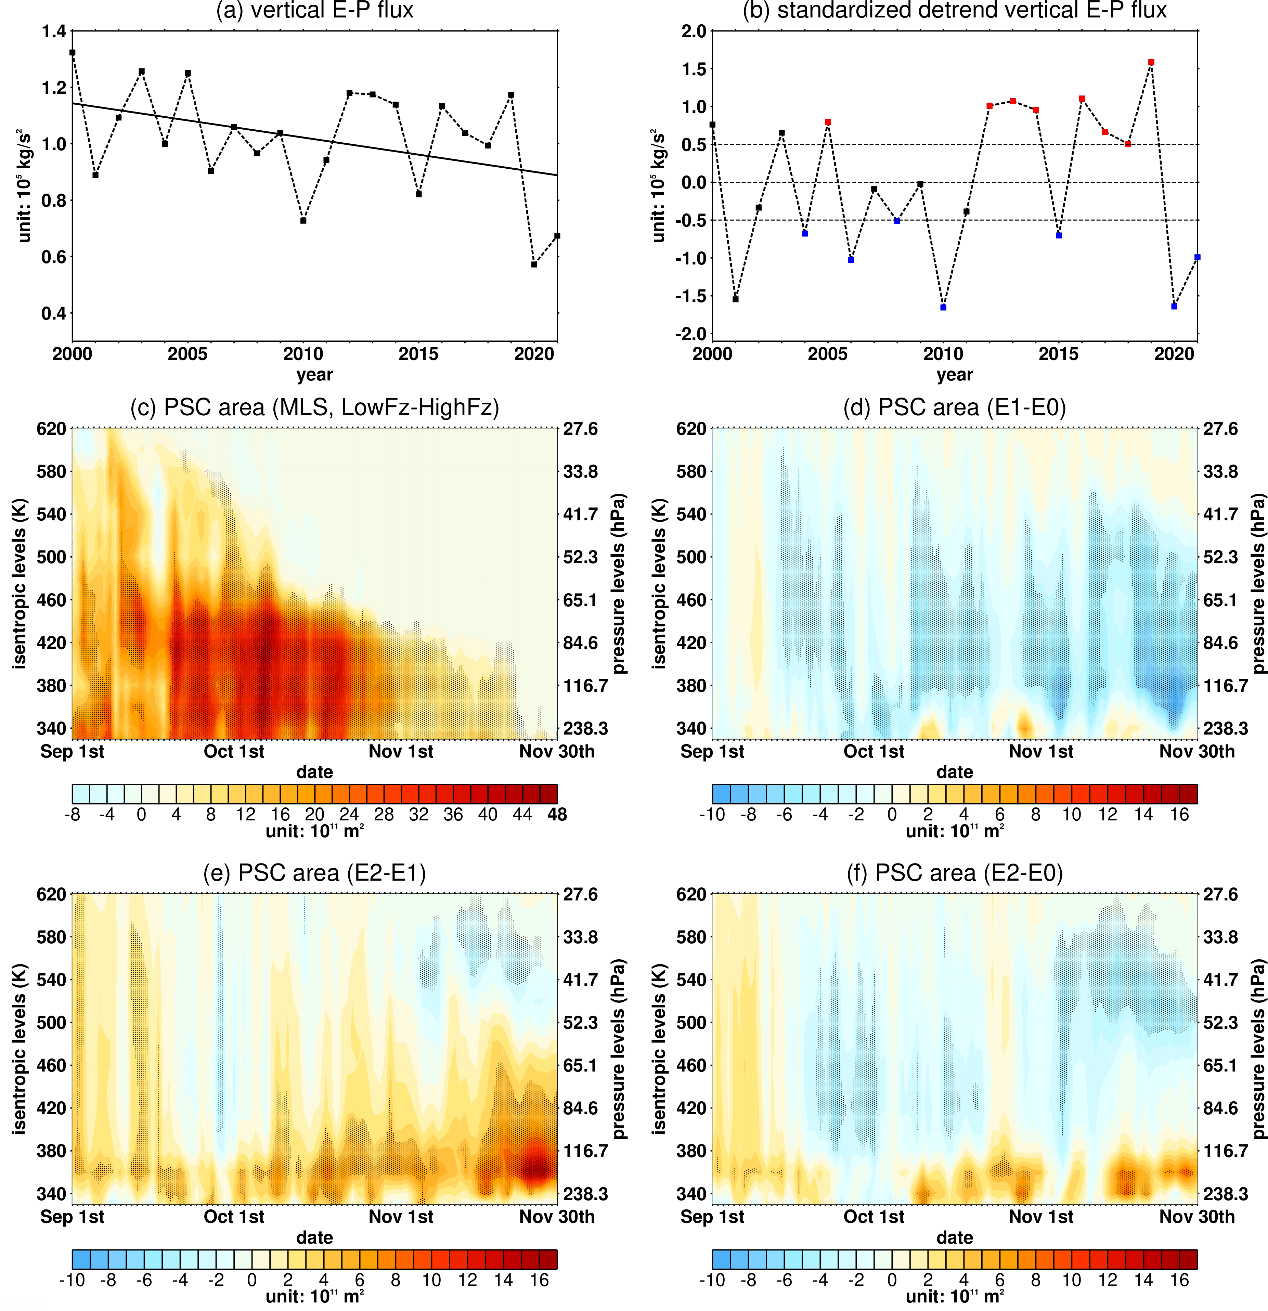 (a) vertical E-P flux
1.4
1.2
1.0
0.8
0.6
0.4
unit: 10⁵ kg/s²
2000 2005 2010 2015 2020
year
(b) standardized detrend vertical E-P flux
2.0
1.5
1.0
0.5
0.0
-0.5
-1.0
-1.5
-2.0
unit: 10⁵ kg/s²
2000 2005 2010 2015 2020
year
(c) PSC area (MLS, LowFz-HighFz)
620 27.6
580 33.8
540 41.7
500 52.3
460 65.1
420 84.6
380 116.7
340 238.3
isentropic levels (K)
pressure levels (hPa)
Sep 1st Oct 1st Nov 1st Nov 30th
date
-8 -4 0 4 8 12 16 20 24 28 32 36 40 44 48
unit: 10¹¹ m²
(d) PSC area (E1-E0)
620 27.6
580 33.8
540 41.7
500 52.3
460 65.1
420 84.6
380 116.7
340 238.3
isentropic levels (K)
pressure levels (hPa)
Sep 1st Oct 1st Nov 1st Nov 30th
date
-10 -8 -6 -4 -2 0 2 4 6 8 10 12 14 16
unit: 10¹¹ m²
(e) PSC area (E2-E1)
620 27.6
580 33.8
540 41.7
500 52.3
460 65.1
420 84.6
380 116.7
340 238.3
isentropic levels (K)
pressure levels (hPa)
Sep 1st Oct 1st Nov 1st Nov 30th
date
-10 -8 -6 -4 -2 0 2 4 6 8 10 12 14 16
unit: 10¹¹ m²
(f) PSC area (E2-E0)
620 27.6
580 33.8
540 41.7
500 52.3
460 65.1
420 84.6
380 116.7
340 238.3
isentropic levels (K)
pressure levels (hPa)
Sep 1st Oct 1st Nov 1st Nov 30th
date
-10 -8 -6 -4 -2 0 2 4 6 8 10 12 14 16
unit: 10¹¹ m²